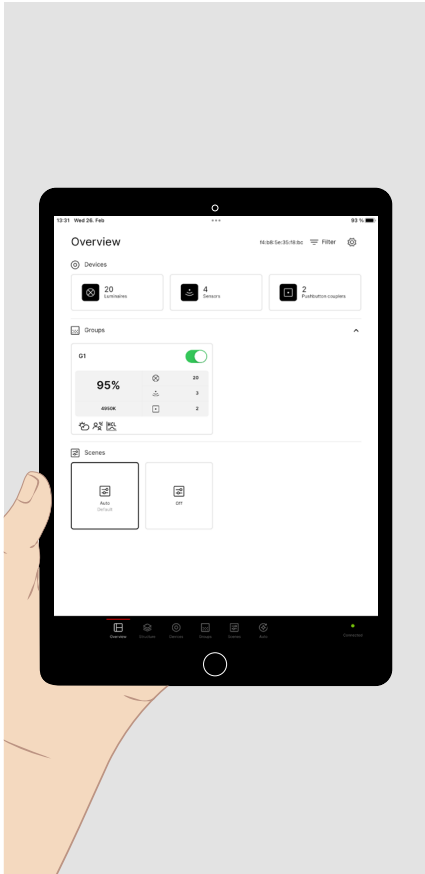 13:31 Wed 26. Feb
93 %
Overview
Filter
Devices
20
Luminaires
4
Sensors
2
Pushbutton couplers
Groups
G1
95%
20
3
4950K
2
Scenes
Auto
Default
Off
Overview
Devices
Groups
Scenes
Connected